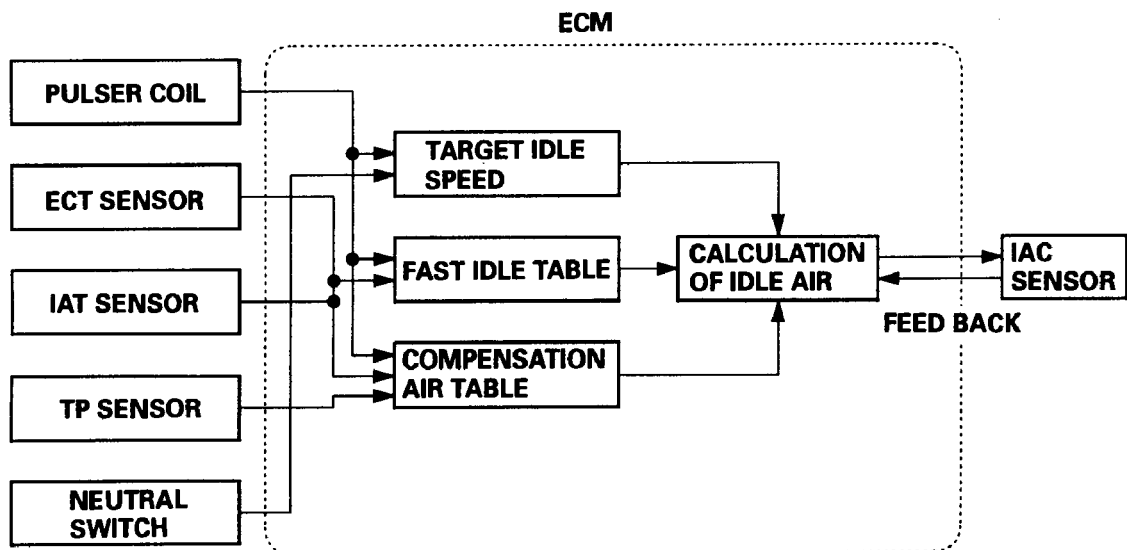 ECM
PULSER COIL
ECT SENSOR
IAT SENSOR
TP SENSOR
NEUTRAL
SWITCH
TARGET IDLE
SPEED
FAST IDLE TABLE
COMPENSATION
AIR TABLE
CALCULATION
OF IDLE AIR
IAC
SENSOR
FEED BACK